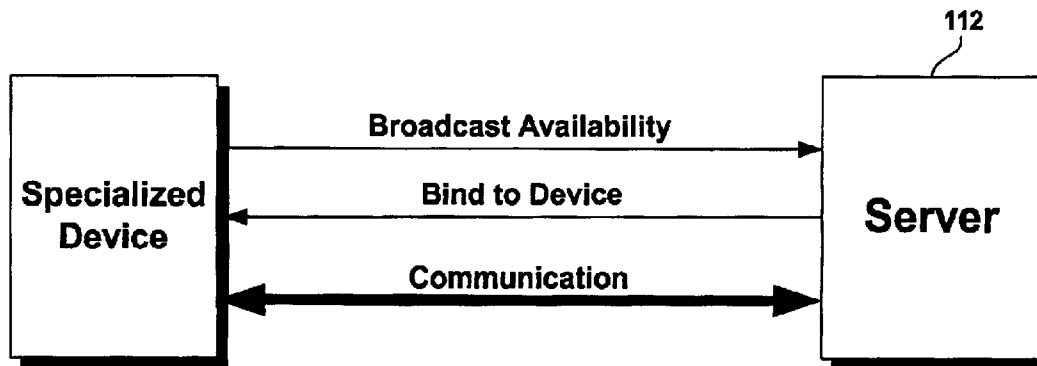 112
Broadcast Availability
Specialized
Device
Bind to Device
Server
Communication